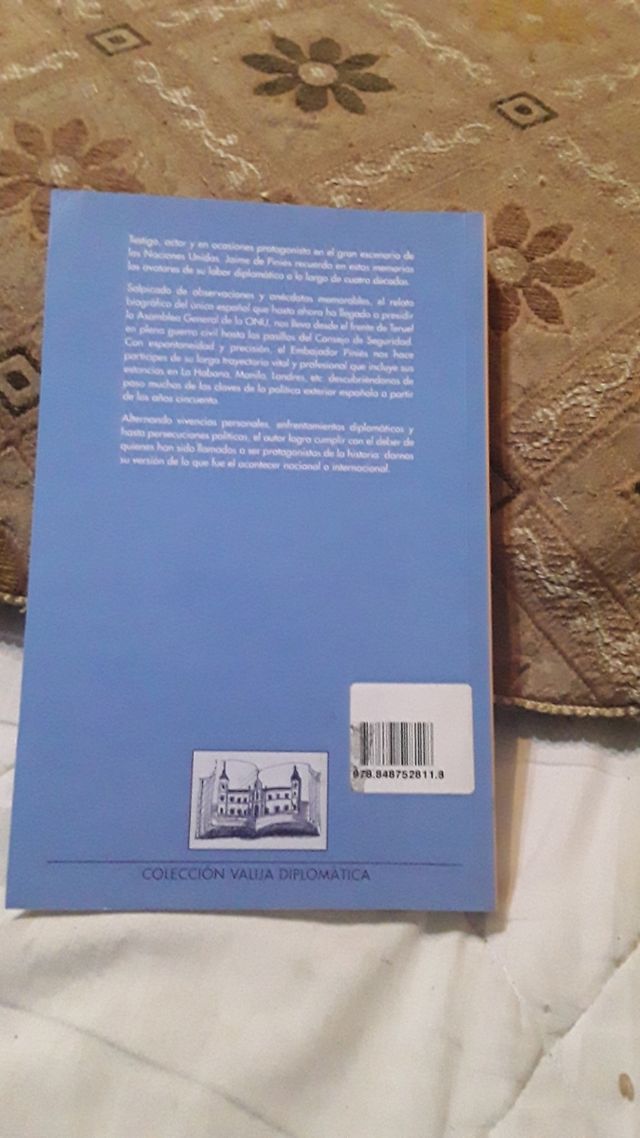 Testigo, actor y en ocasiones protagonista en el gran escenario de
las Naciones Unidas, Jaime de Piniés recuerda en estas memorias
los avatares de su labor diplomática a lo largo de cuatro décadas.
Salpicado de observaciones y anécdotas memorables, el relato
biográfico del único español que hasta ahora ha llegado a presidir
la Asamblea General de la ONU, nos lleva desde el frente de Teruel
en plena guerra civil hasta los pasillos del Consejo de Seguridad.
Con espontaneidad y precisión, el Embajador Piniés nos hace
partícipes de su larga trayectoria vital y profesional que incluye sus
estancias en La Habana, Manila, Londres, etc descubriéndonos de
paso muchas de las claves de la política exterior española a partir
de los años cincuenta.
Alternando vivencias personales, enfrentamientos diplomáticos y
hasta persecuciones políticas, el autor logra cumplir con el deber de
quienes han sido llamados a ser protagonistas de la historia: darnos
su versión de lo que fue el acontecer nacional o internacional.
978.848752811.8
COLECCIÓN VALIJA DIPLOMÁTICA